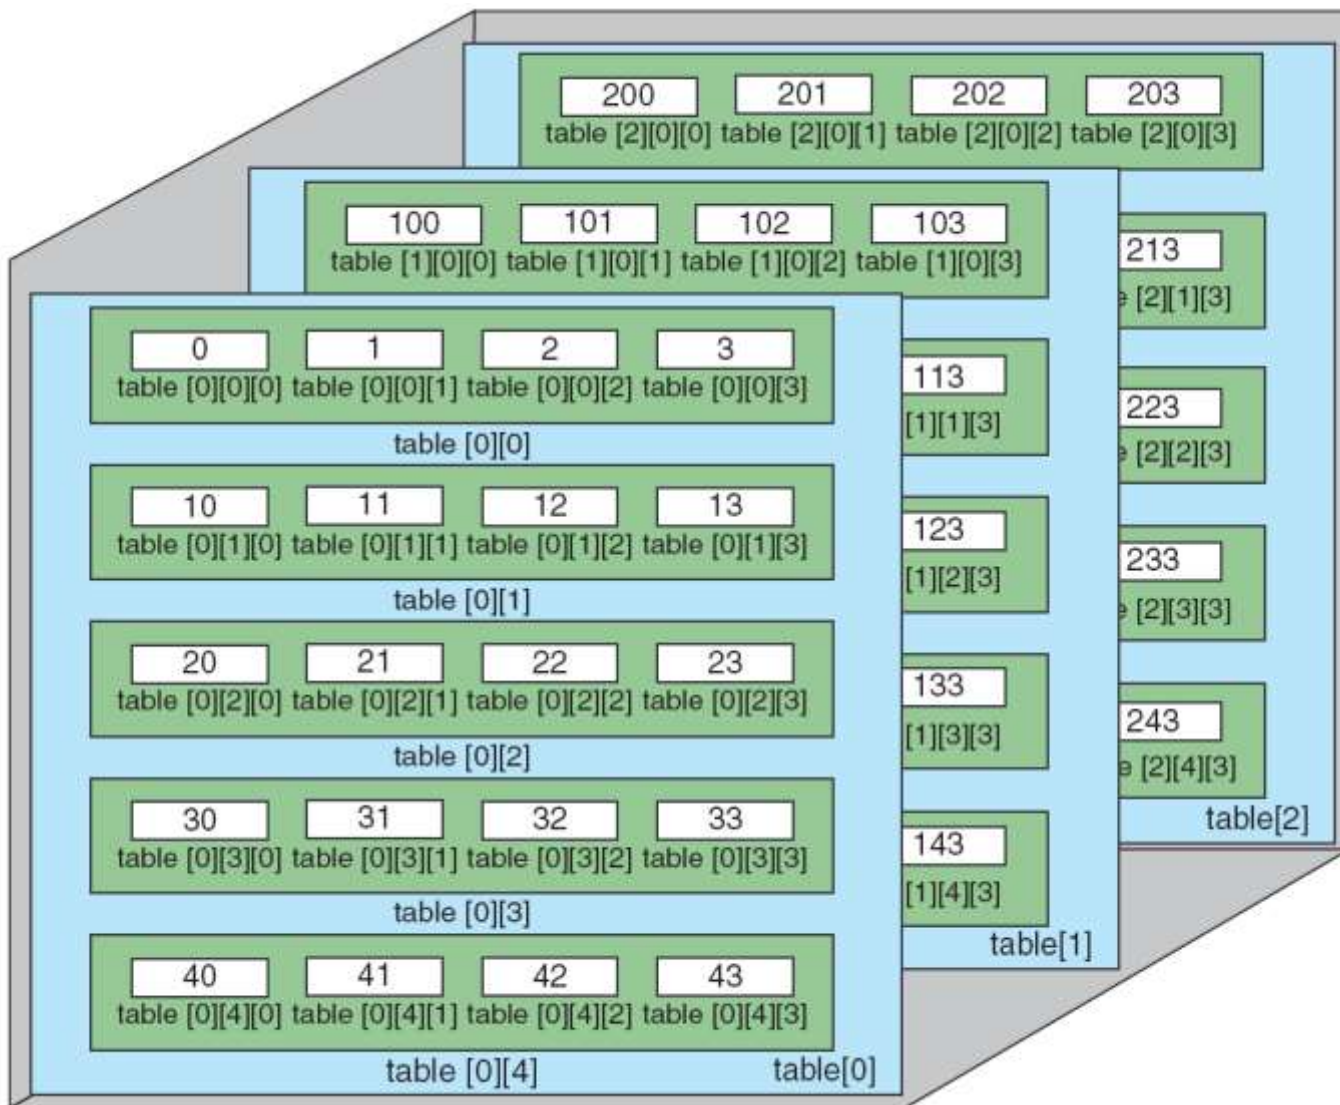 200 201 202 203
table [2][0][0] table [2][0][1] table [2][0][2] table [2][0][3]
213
[2][1][3]
223
[2][2][3]
233
[2][3][3]
243
[2][4][3]
table[2]
100 101 102 103
table [1][0][0] table [1][0][1] table [1][0][2] table [1][0][3]
113
[1][1][3]
123
[1][2][3]
133
[1][3][3]
143
[1][4][3]
table[1]
0 1 2 3
table [0][0][0] table [0][0][1] table [0][0][2] table [0][0][3]
table [0][0]
10 11 12 13
table [0][1][0] table [0][1][1] table [0][1][2] table [0][1][3]
table [0][1]
20 21 22 23
table [0][2][0] table [0][2][1] table [0][2][2] table [0][2][3]
table [0][2]
30 31 32 33
table [0][3][0] table [0][3][1] table [0][3][2] table [0][3][3]
table [0][3]
40 41 42 43
table [0][4][0] table [0][4][1] table [0][4][2] table [0][4][3]
table [0][4] table[0]